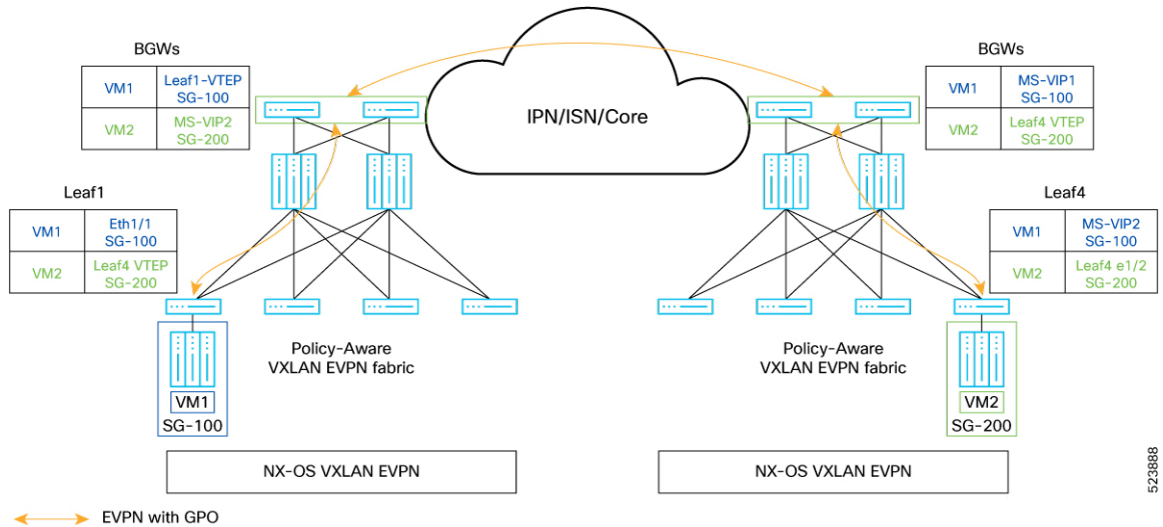 BGWs
VM1
Leaf1-VTEP
SG-100
VM2
MS-VIP2
SG-200
IPN/ISN/Core
BGWs
VM1
MS-VIP1
SG-100
VM2
Leaf4 VTEP
SG-200
Leaf1
VM1
Eth1/1
SG-100
VM2
Leaf4 VTEP
SG-200
Leaf4
VM1
MS-VIP2
SG-100
VM2
Leaf4 e1/2
SG-200
Policy-Aware
VXLAN EVPN fabric
Policy-Aware
VXLAN EVPN fabric
VM1
SG-100
VM2
SG-200
NX-OS VXLAN EVPN
NX-OS VXLAN EVPN
523888
EVPN with GPO